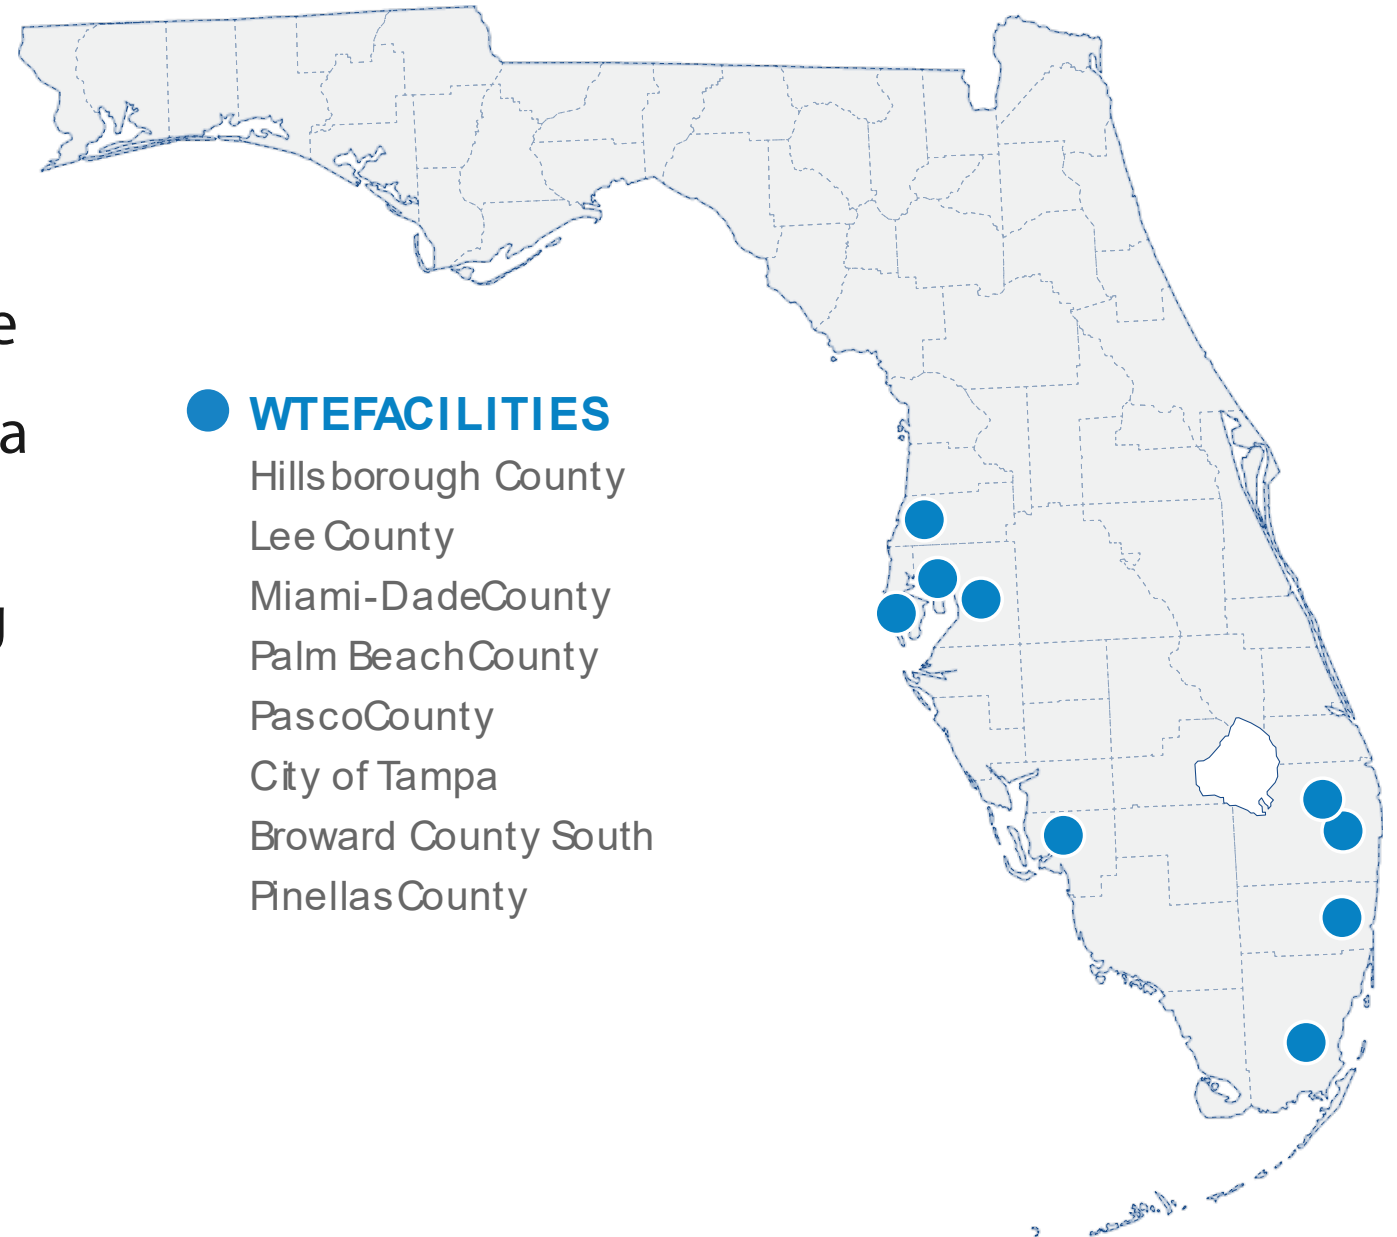 e
a
g
WTEFACILITIES
Hillsborough County
Lee County
Miami-DadeCounty
Palm BeachCounty
PascoCounty
City of Tampa
Broward County South
PinellasCounty